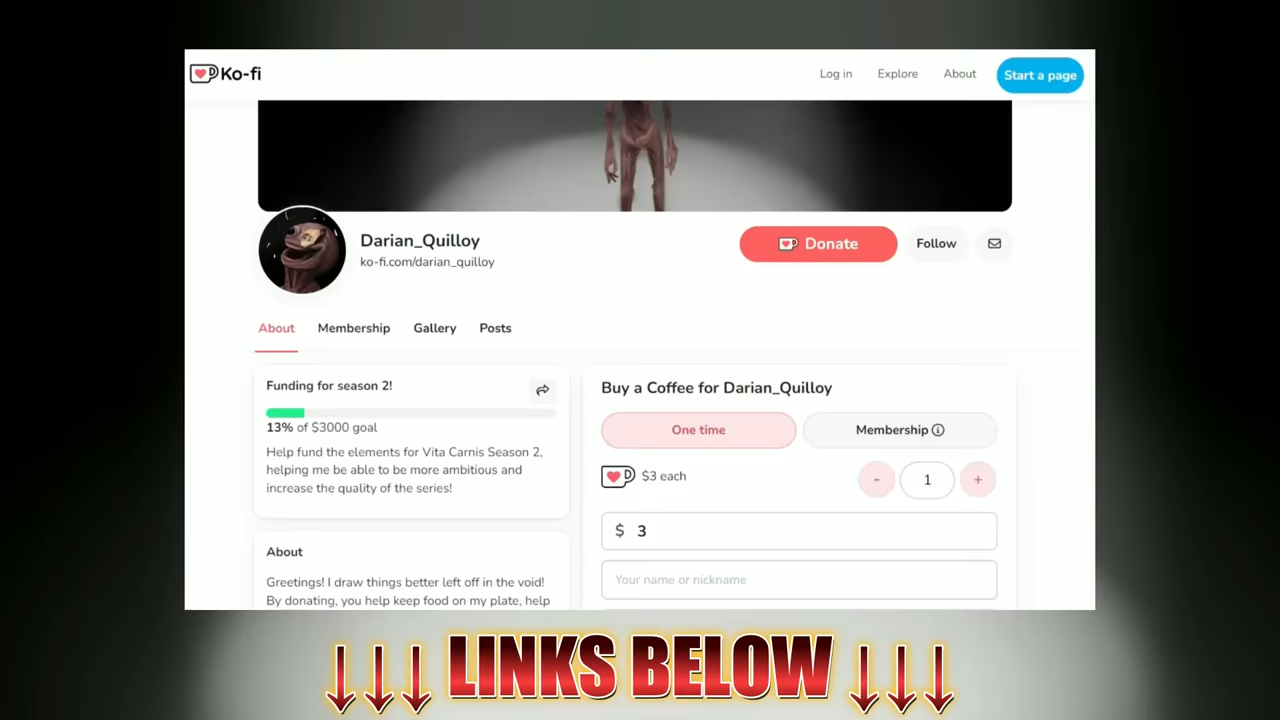 Ko-fi
Log in
Explore
About
Start a page
Darian_Quilloy
ko-fi.com/darian_quilloy
Donate
Follow
About
Membership
Gallery
Posts
Funding for season 2!
13% of $3000 goal
Help fund the elements for Vita Carnis Season 2,
helping me be able to be more ambitious and
increase the quality of the series!
About
Greetings! I draw things better left off in the void!
By donating, you help keep food on my plate, help
Buy a Coffee for Darian_Quilloy
One time
Membership
$3 each
-
1
+
$ 3
Your name or nickname
↓↓↓ LINKS BELOW ↓↓↓